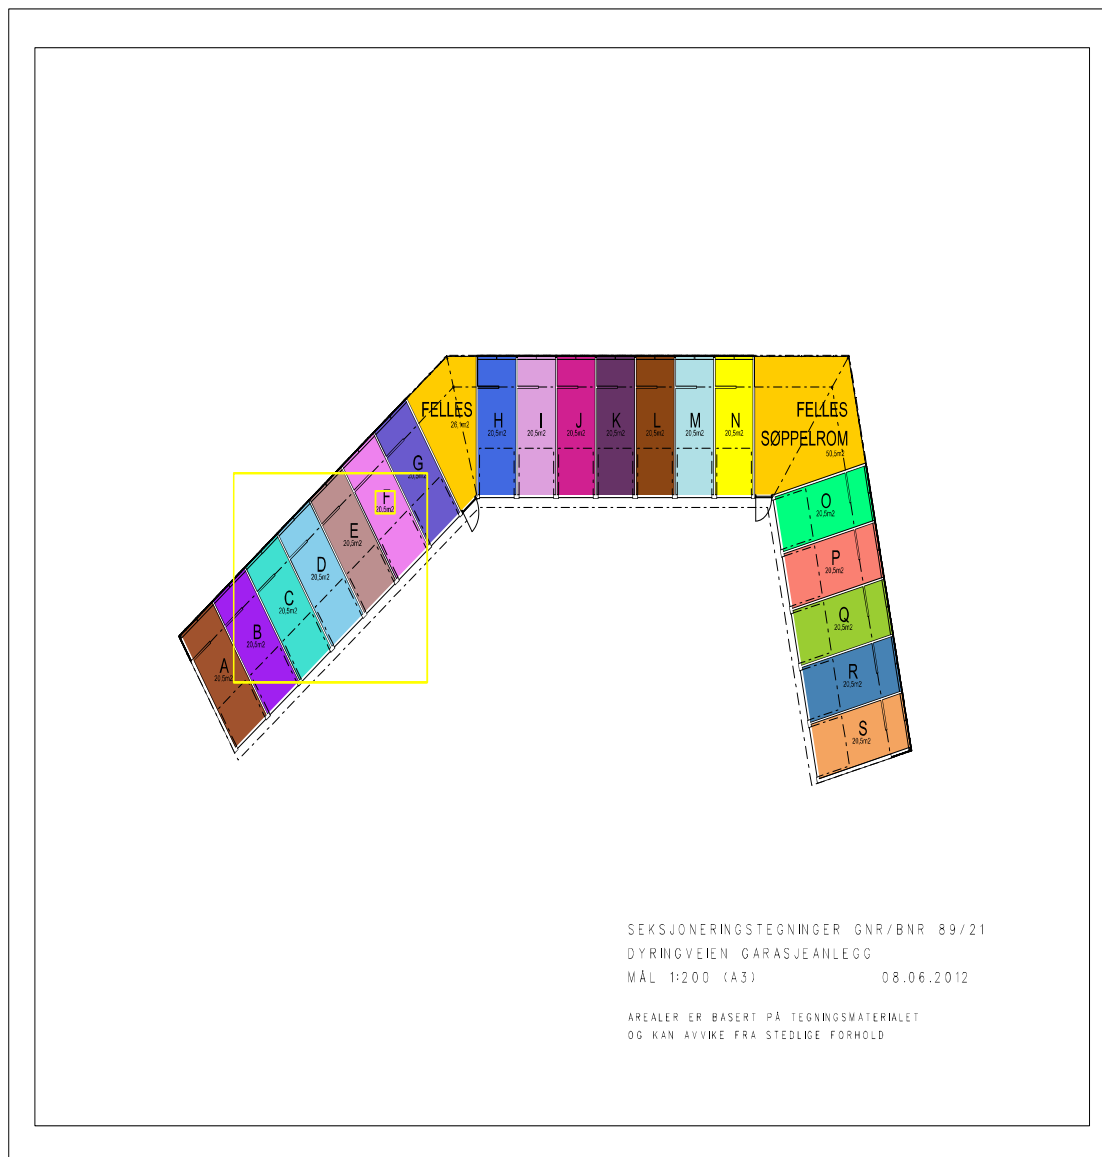 FELLES
26,1m2
H
20,5m2
I
20,5m2
J
20,5m2
K
20,5m2
L
20,5m2
M
20,5m2
N
20,5m2
FELLES
SØPPELROM
50,5m2
G
20,5m2
F
20,5m2
E
20,5m2
D
20,5m2
C
20,5m2
B
20,5m2
A
20,5m2
O
20,5m2
P
20,5m2
Q
20,5m2
R
20,5m2
S
20,5m2
SEKSJONERINGSTEGNINGER GNR/BNR 89/21
DYRINGVEIEN GARASJEANLEGG
MÅL 1:200 (A3) 08.06.2012
AREALER ER BASERT PÅ TEGNINGSMATERIALET
OG KAN AVVIKE FRA STEDLIGE FORHOLD